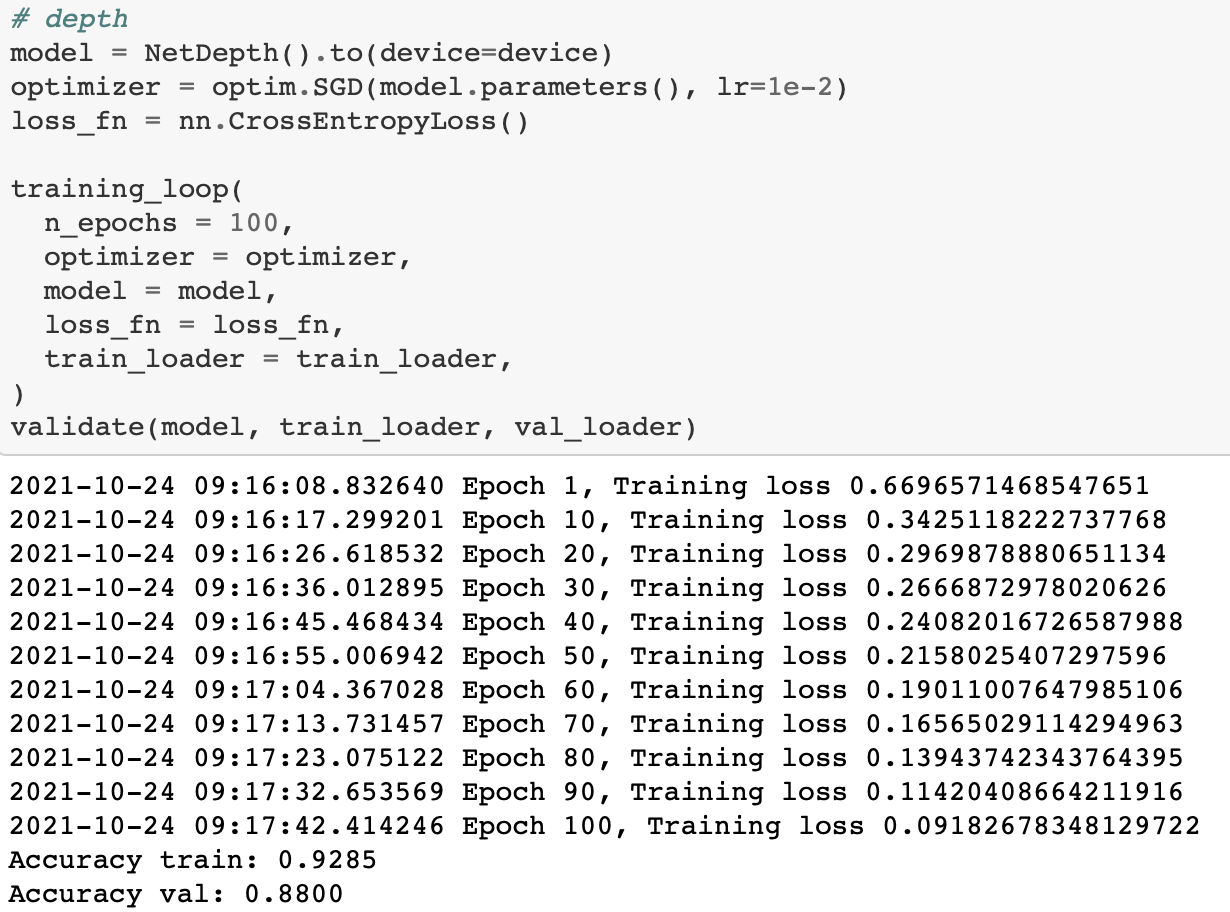 # depth
model = NetDepth().to(device=device)
optimizer = optim.SGD(model.parameters(), lr=1e-2)
loss_fn = nn.CrossEntropyLoss()

training_loop(
  n_epochs = 100,
  optimizer = optimizer,
  model = model,
  loss_fn = loss_fn,
  train_loader = train_loader,
)
validate(model, train_loader, val_loader)
2021-10-24 09:16:08.832640 Epoch 1, Training loss 0.6696571468547651
2021-10-24 09:16:17.299201 Epoch 10, Training loss 0.3425118222737768
2021-10-24 09:16:26.618532 Epoch 20, Training loss 0.2969878880651134
2021-10-24 09:16:36.012895 Epoch 30, Training loss 0.2666872978020626
2021-10-24 09:16:45.468434 Epoch 40, Training loss 0.24082016726587988
2021-10-24 09:16:55.006942 Epoch 50, Training loss 0.2158025407297596
2021-10-24 09:17:04.367028 Epoch 60, Training loss 0.19011007647985106
2021-10-24 09:17:13.731457 Epoch 70, Training loss 0.16565029114294963
2021-10-24 09:17:23.075122 Epoch 80, Training loss 0.13943742343764395
2021-10-24 09:17:32.653569 Epoch 90, Training loss 0.11420408664211916
2021-10-24 09:17:42.414246 Epoch 100, Training loss 0.09182678348129722
Accuracy train: 0.9285
Accuracy val: 0.8800